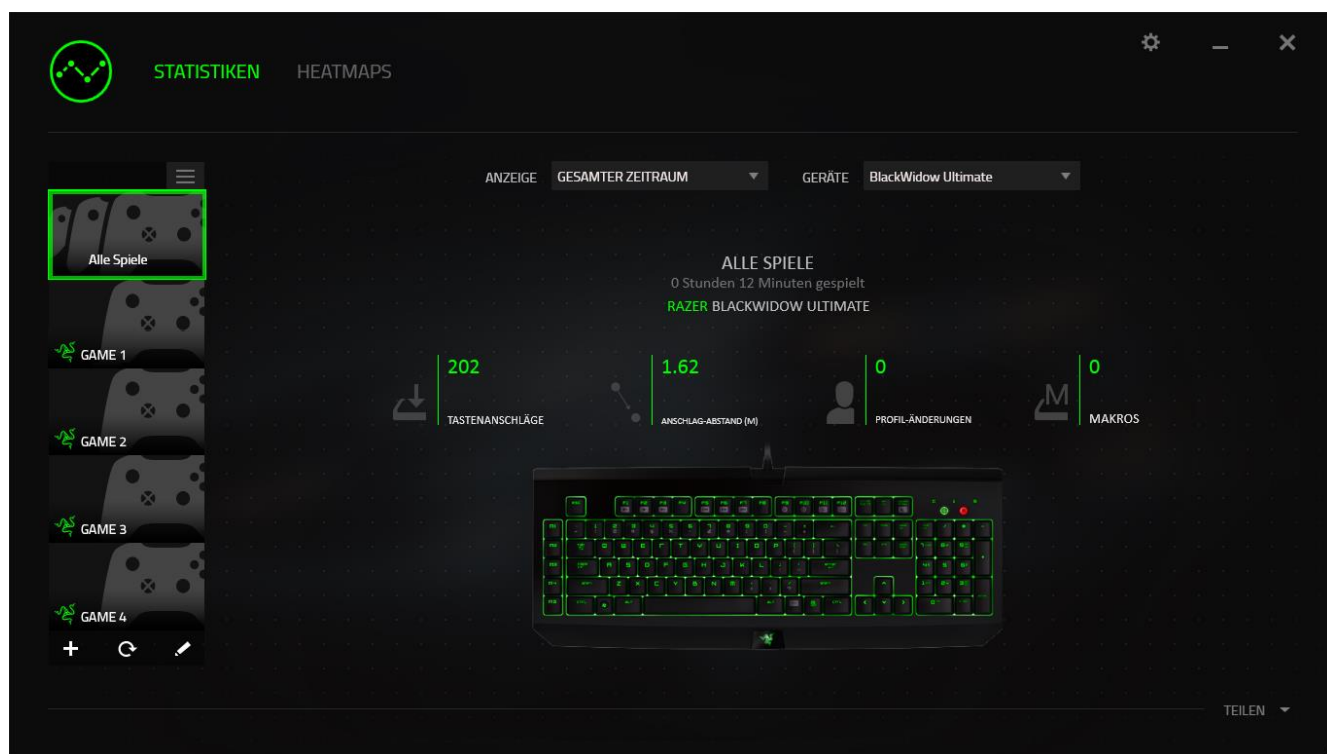 STATISTIKEN HEATMAPS
ANZEIGE GESAMTER ZEITRAUM GERÄTE BlackWidow Ultimate
Alle Spiele
GAME 1
GAME 2
GAME 3
GAME 4
ALLE SPIELE
0 Stunden 12 Minuten gespielt
RAZER BLACKWIDOW ULTIMATE
202
TASTENANSCHLÄGE
1.62
ANSCHLAG-ABSTAND (M)
0
PROFIL-ÄNDERUNGEN
M
0
MAKROS
TEILEN